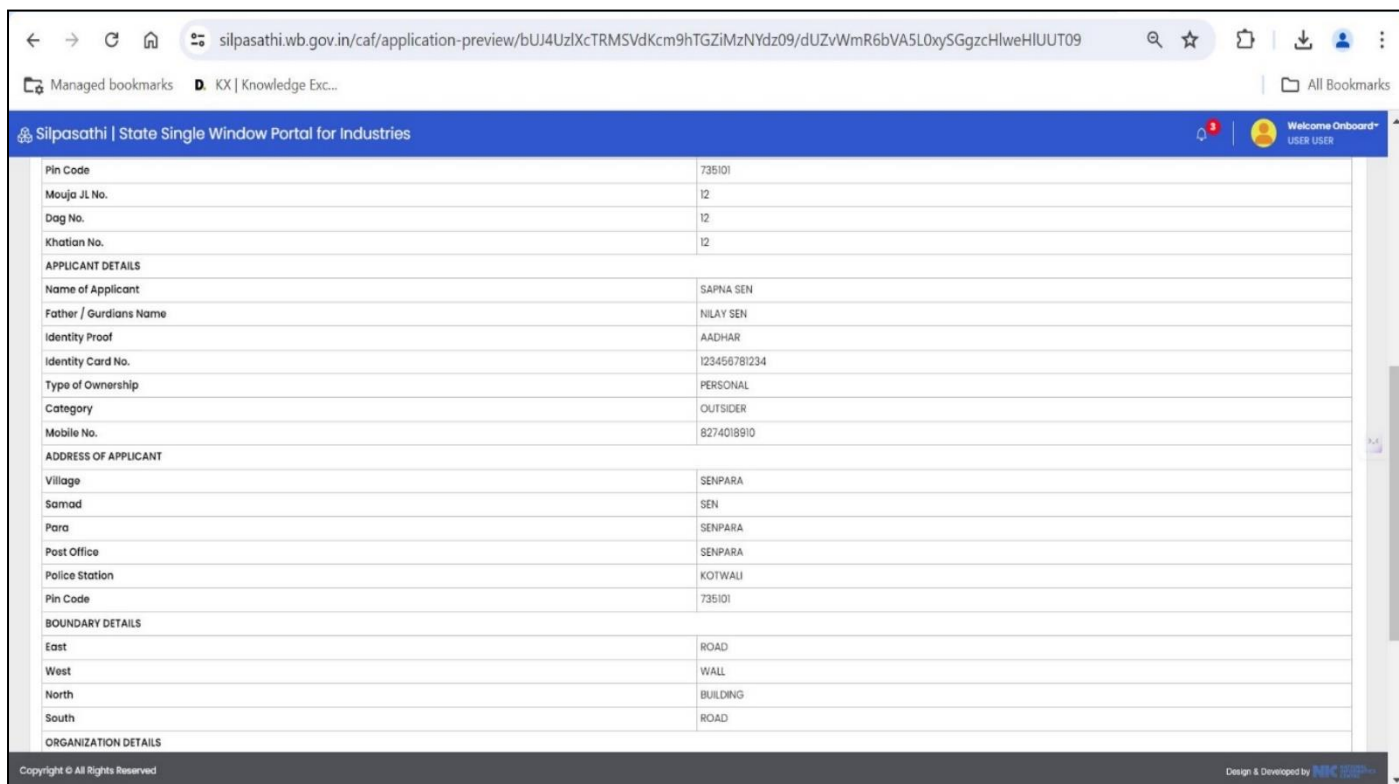 silpasathi.wb.gov.in/caf/application-preview/bUJ4UzlXcTRMSVdKcm9hTGZiMzNYdz09/dUZvWmR6bVA5L0xySGgzcHlweHlUUT09
Managed bookmarks D. KX | Knowledge Exc... All Bookmarks
Silpasathi | State Single Window Portal for Industries 3 Welcome Onboard
USER USER
Pin Code 735101
Mouja JL No. 12
Dag No. 12
Khatian No. 12
APPLICANT DETAILS
Name of Applicant SAPNA SEN
Father / Gurdians Name NILAY SEN
Identity Proof AADHAR
Identity Card No. 123456781234
Type of Ownership PERSONAL
Category OUTSIDER
Mobile No. 8274018910
ADDRESS OF APPLICANT
Village SENPARA
Samad SEN
Para SENPARA
Post Office SENPARA
Police Station KOTWALI
Pin Code 735101
BOUNDARY DETAILS
East ROAD
West WALL
North BUILDING
South ROAD
ORGANIZATION DETAILS
Copyright © All Rights Reserved Design & Developed by NIC